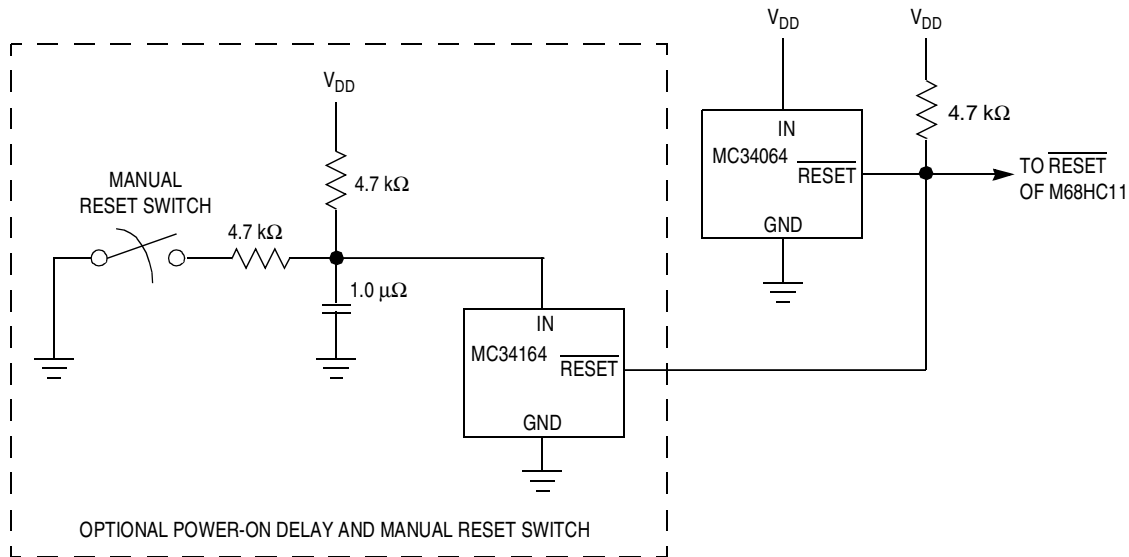 V_DD
V_DD
V_DD
4.7 kΩ
IN
MC34064
RESET
GND
TO RESET
OF M68HC11
MANUAL
RESET SWITCH
4.7 kΩ
4.7 kΩ
1.0 μΩ
IN
MC34164
RESET
GND
OPTIONAL POWER-ON DELAY AND MANUAL RESET SWITCH